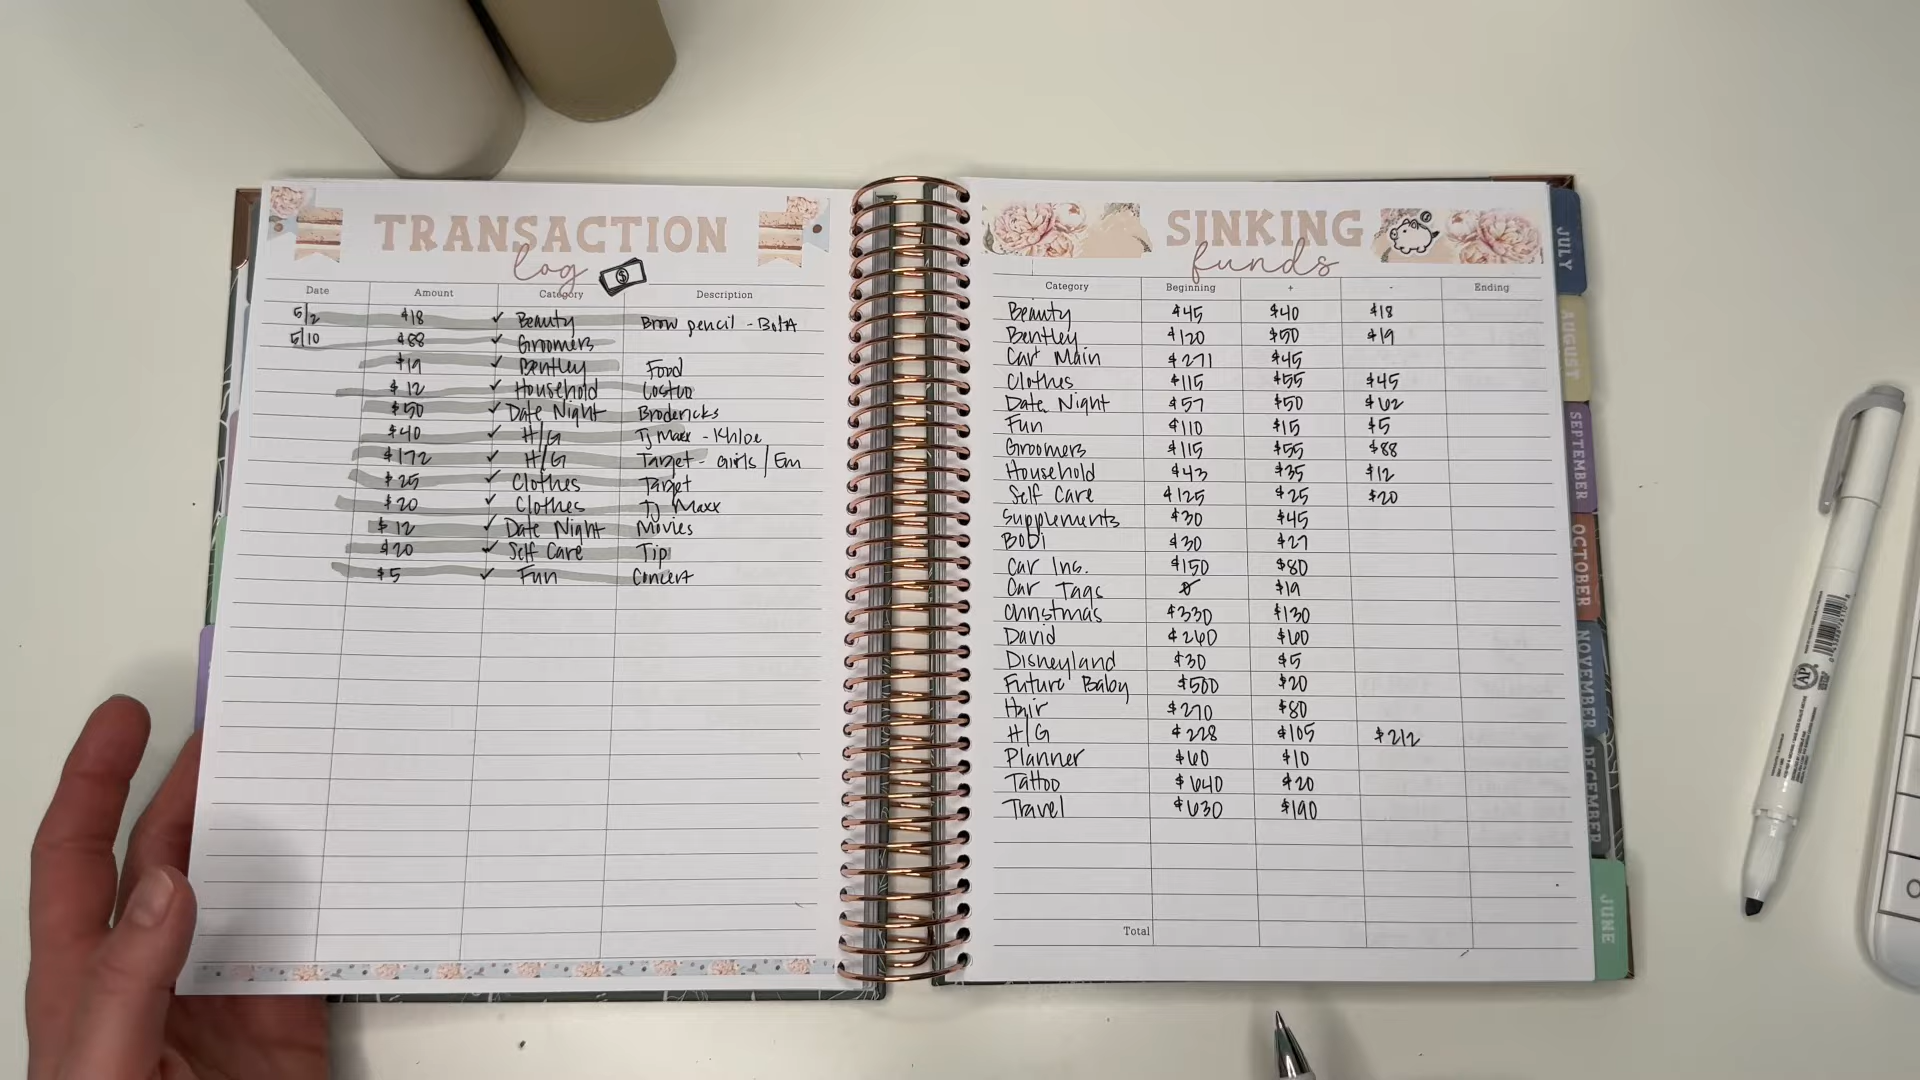 TRANSACTION
log
Date Amount Category Description
5/2 $18 ✓ Beauty Brow pencil - BofA
5/10 $88 ✓ Groomers
$19 ✓ Bentley Food
$12 ✓ Household Costco
$50 ✓ Date Night Brodericks
$40 ✓ H/G TJ Maxx - Khloe
$172 ✓ H/G Target - Girls / Em
$25 ✓ Clothes Target
$20 ✓ Clothes TJ Maxx
$12 ✓ Date Night Movies
$20 ✓ Self Care Tip
$5 ✓ Fun Concert
SINKING
funds
Category Beginning + - Ending
Beauty $45 $40 $18
Bentley $120 $50 $19
Car Main $271 $45
Clothes $115 $55 $45
Date Night $57 $50 $62
Fun $110 $15 $5
Groomers $115 $55 $88
Household $43 $35 $12
Self Care $125 $25 $20
Supplements $30 $45
Bobi $30 $27
Car Ins. $150 $80
Car Tags 0 $19
Christmas $330 $130
David $260 $60
Disneyland $30 $5
Future Baby $500 $20
Hair $270 $80
H/G $228 $105 $212
Planner $60 $10
Tattoo $640 $20
Travel $630 $190
Total
JULY
AUGUST
SEPTEMBER
OCTOBER
NOVEMBER
DECEMBER
JUNE
AP